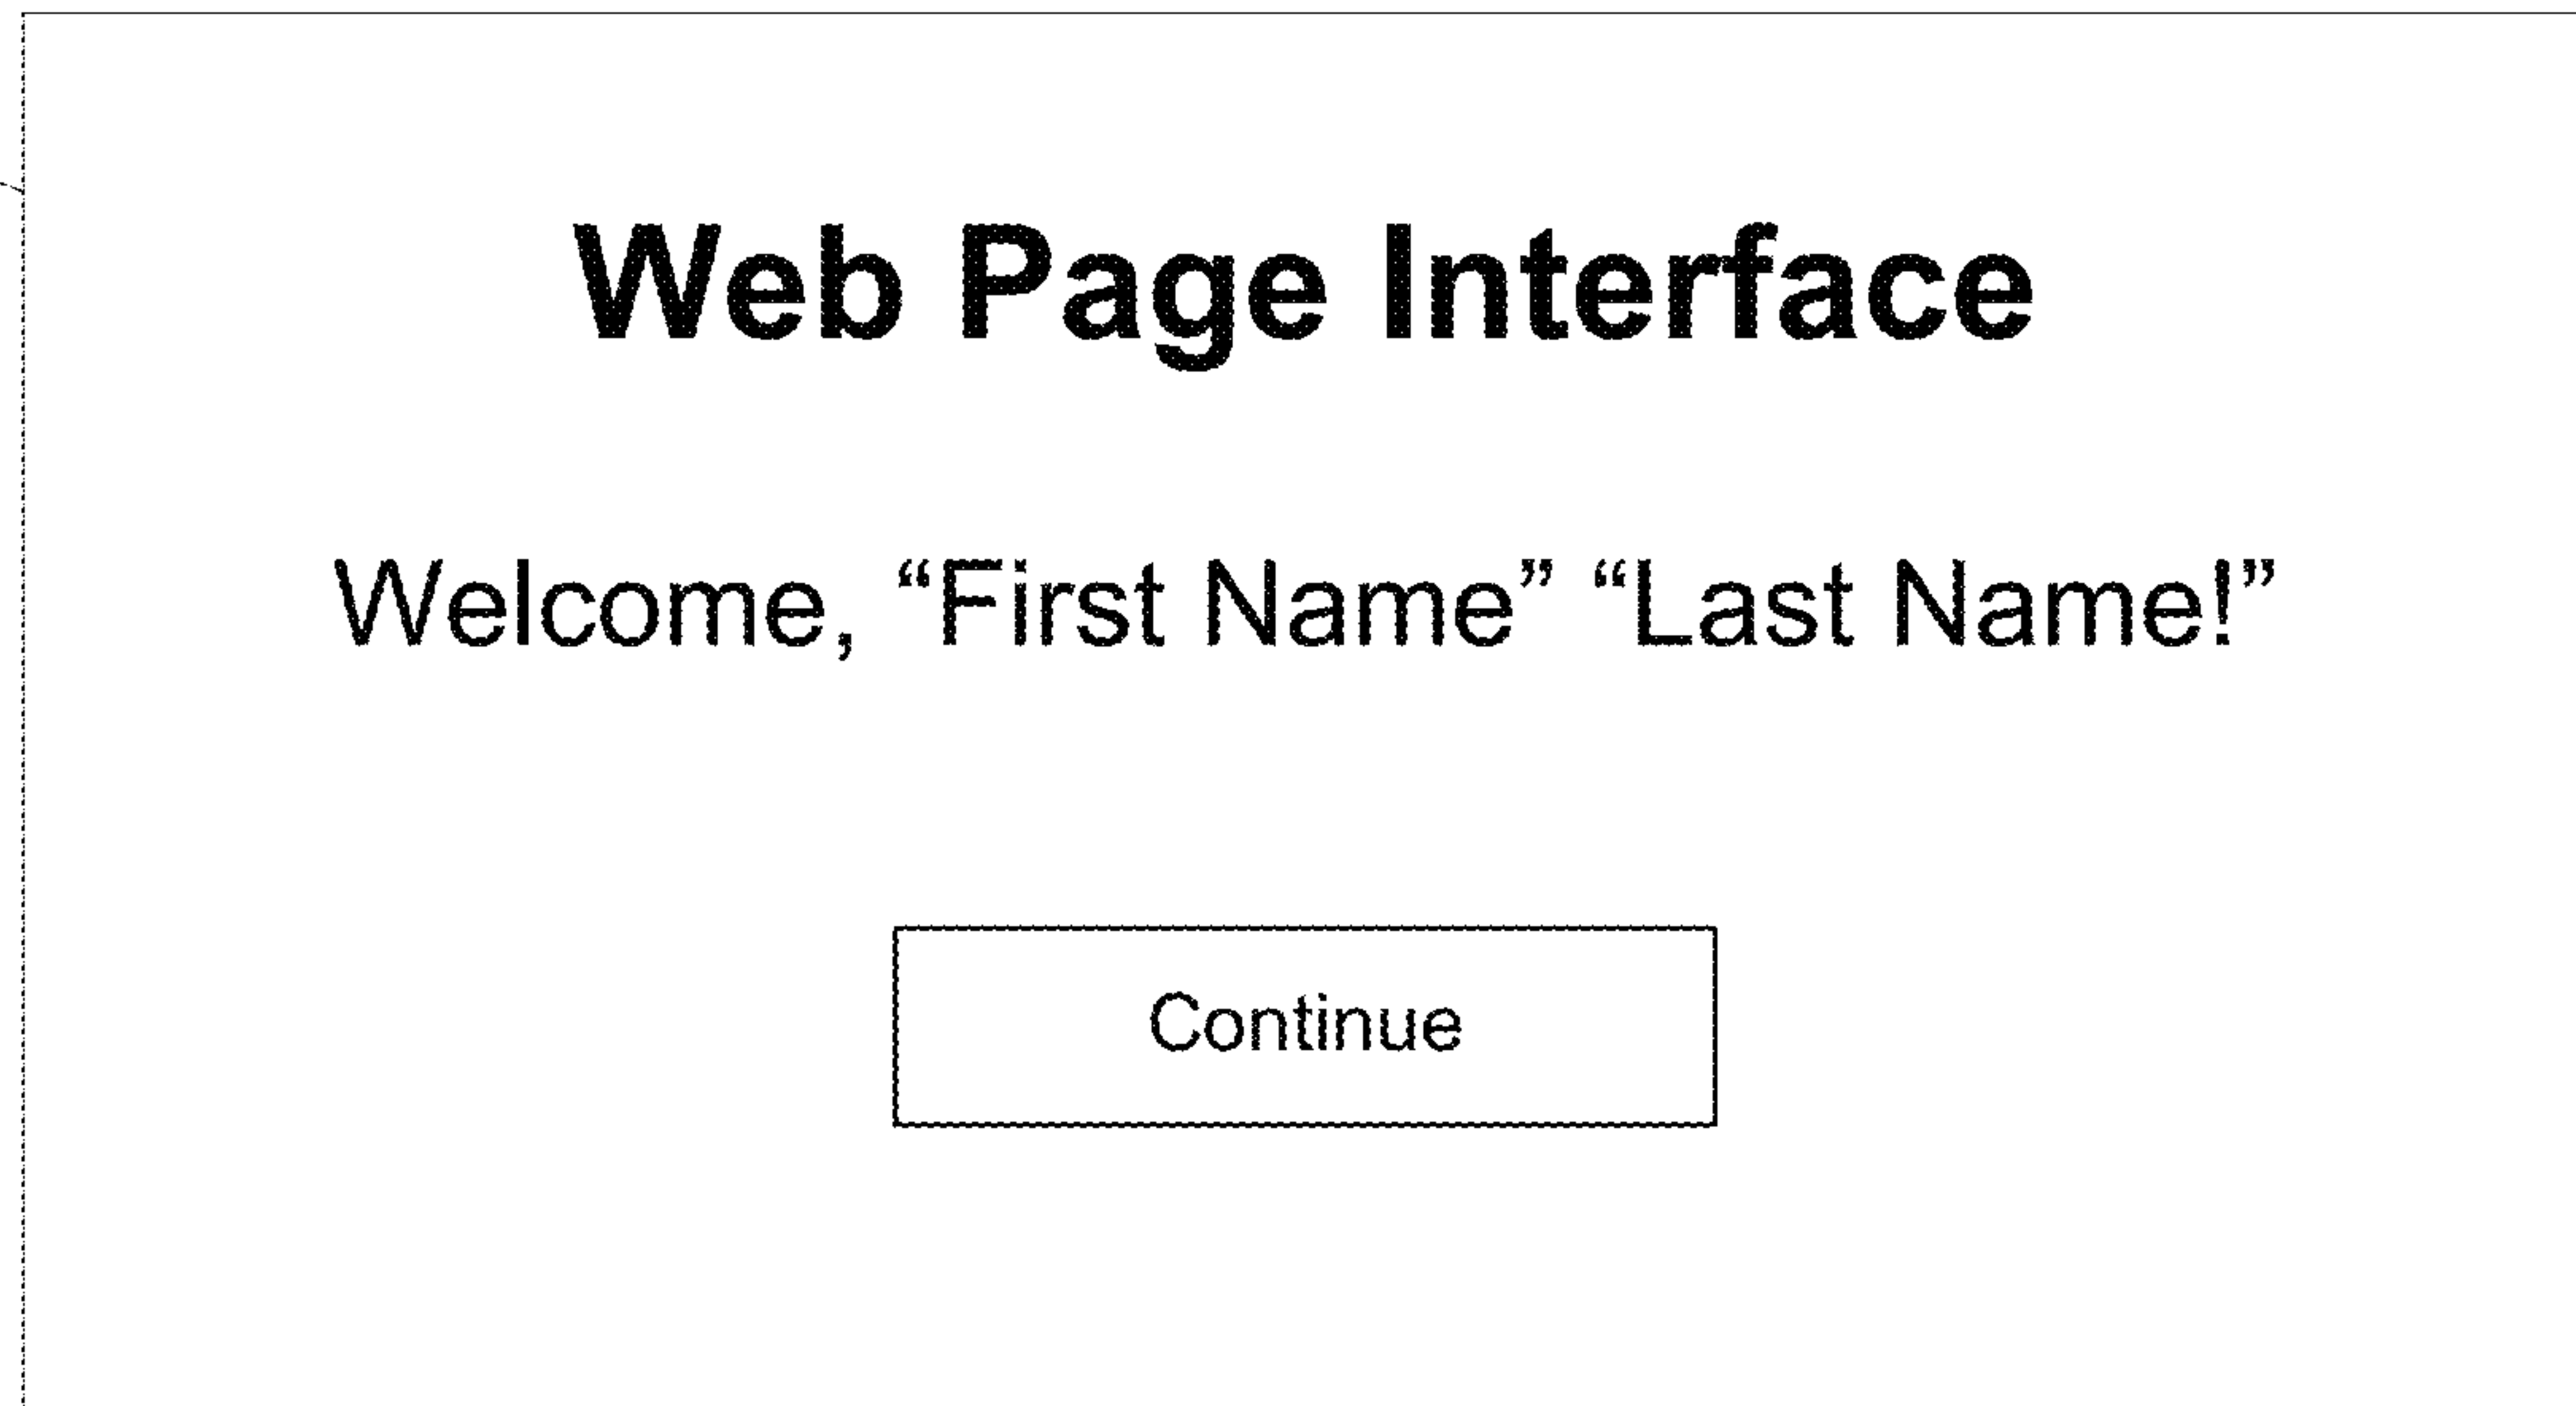 Web Page Interface
Welcome, “First Name” “Last Name!”
Continue